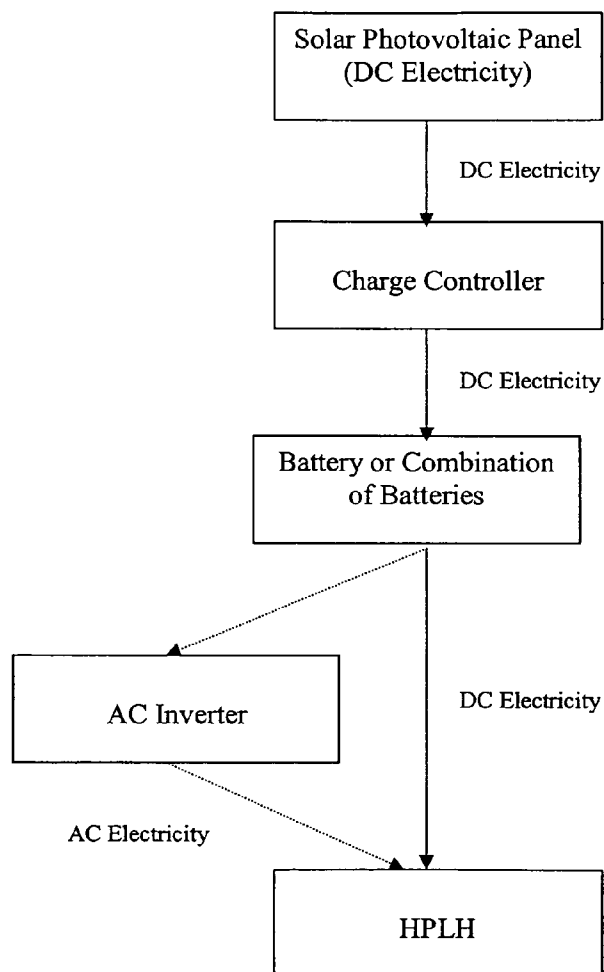 Solar Photovoltaic Panel
(DC Electricity)
DC Electricity
Charge Controller
DC Electricity
Battery or Combination
of Batteries
AC Inverter
DC Electricity
AC Electricity
HPLH